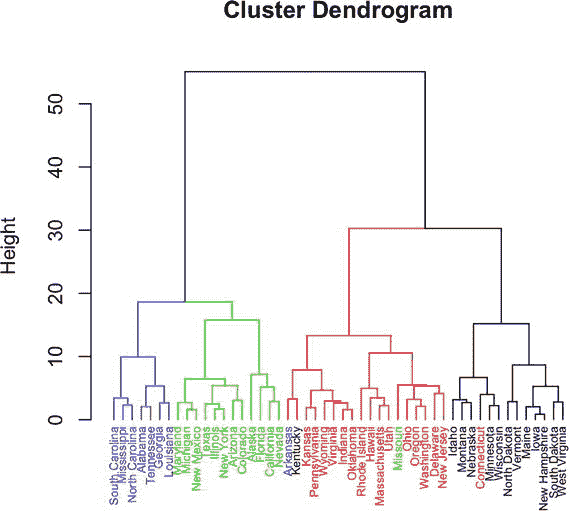 Cluster Dendrogram
Height
50
40
30
20
10
0
South Carolina
Mississippi
North Carolina
Alabama
Tennessee
Georgia
Louisiana
Maryland
Michigan
New Mexico
Texas
Illinois
New York
Arizona
Colorado
Alaska
Florida
California
Nevada
Arkansas
Kentucky
Kansas
Pennsylvania
Wyoming
Virginia
Indiana
Oklahoma
Rhode Island
Hawaii
Massachusetts
Utah
Missouri
Ohio
Oregon
Washington
Delaware
New Jersey
Idaho
Montana
Nebraska
Connecticut
Minnesota
Wisconsin
North Dakota
Vermont
Maine
Iowa
New Hampshire
South Dakota
West Virginia